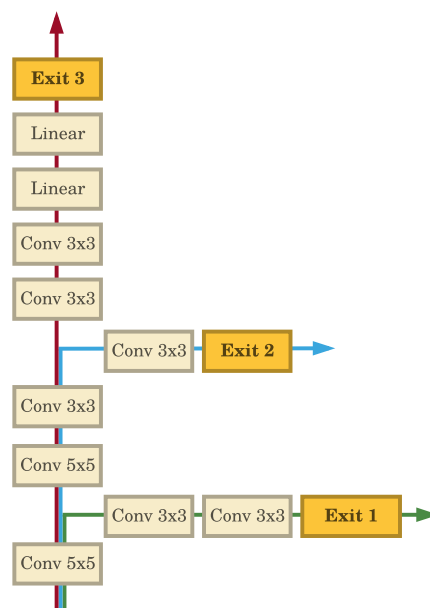 Exit 3
Linear
Linear
Conv 3x3
Conv 3x3
Conv 3x3
Exit 2
Conv 3x3
Conv 5x5
Conv 3x3
Conv 3x3
Exit 1
Conv 5x5